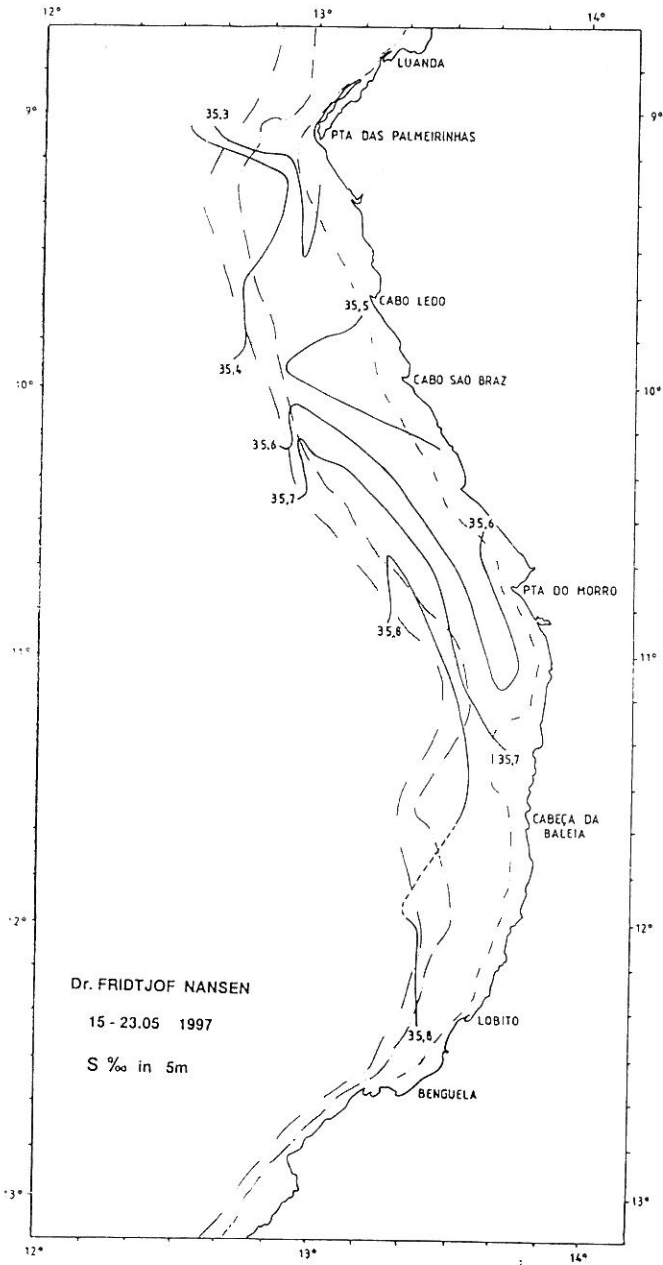 12°
13°
14°
LUANDA
9°
35,3
9°
PTA DAS PALMEIRINHAS
35,5
CABO LEDO
35,4
10°
CABO SAO BRAZ
10°
35,6
35,7
35,6
PTA DO MORRO
35,8
11°
11°
35,7
CABEÇA DA
BALEIA
12°
12°
Dr. FRIDTJOF NANSEN
15 - 23.05 1997
S ‰ in 5m
LOBITO
35,8
BENGUELA
13°
13°
12°
13°
14°